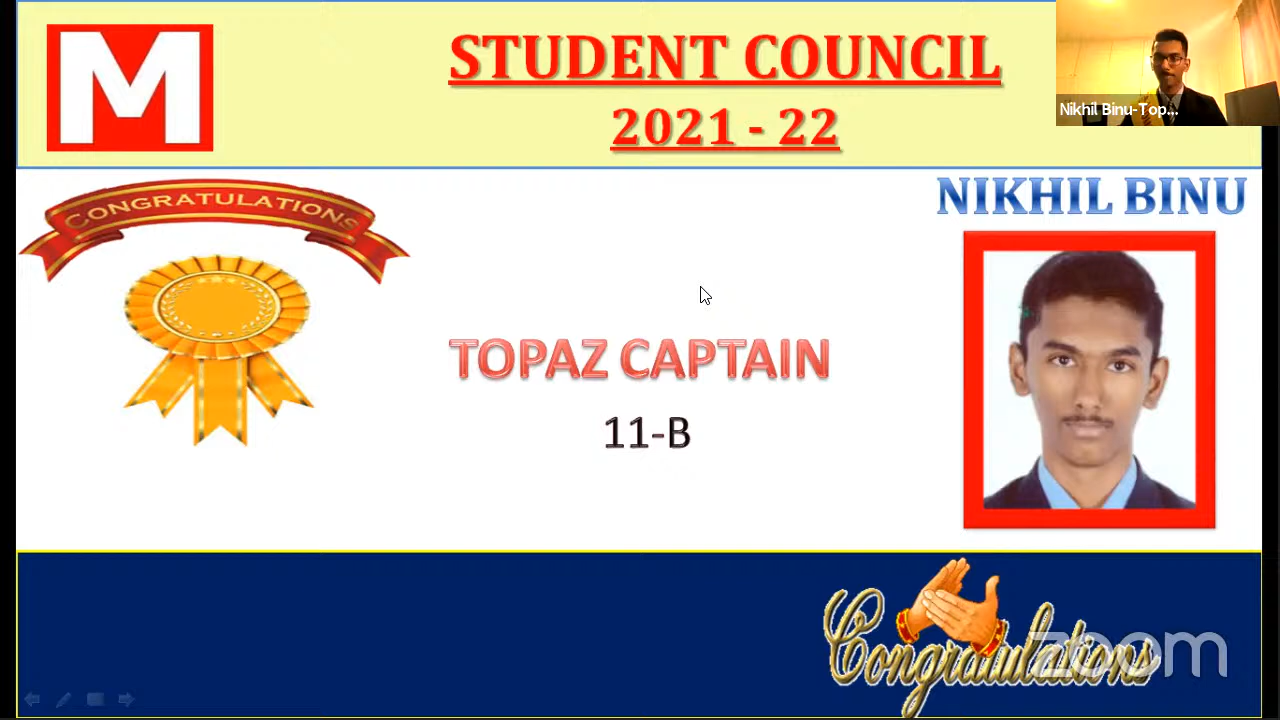 M
STUDENT COUNCIL
2021 - 22
Nikhil Binu-Top...
CONGRATULATIONS
NIKHIL BINU
TOPAZ CAPTAIN
11-B
Congratulations
zoom